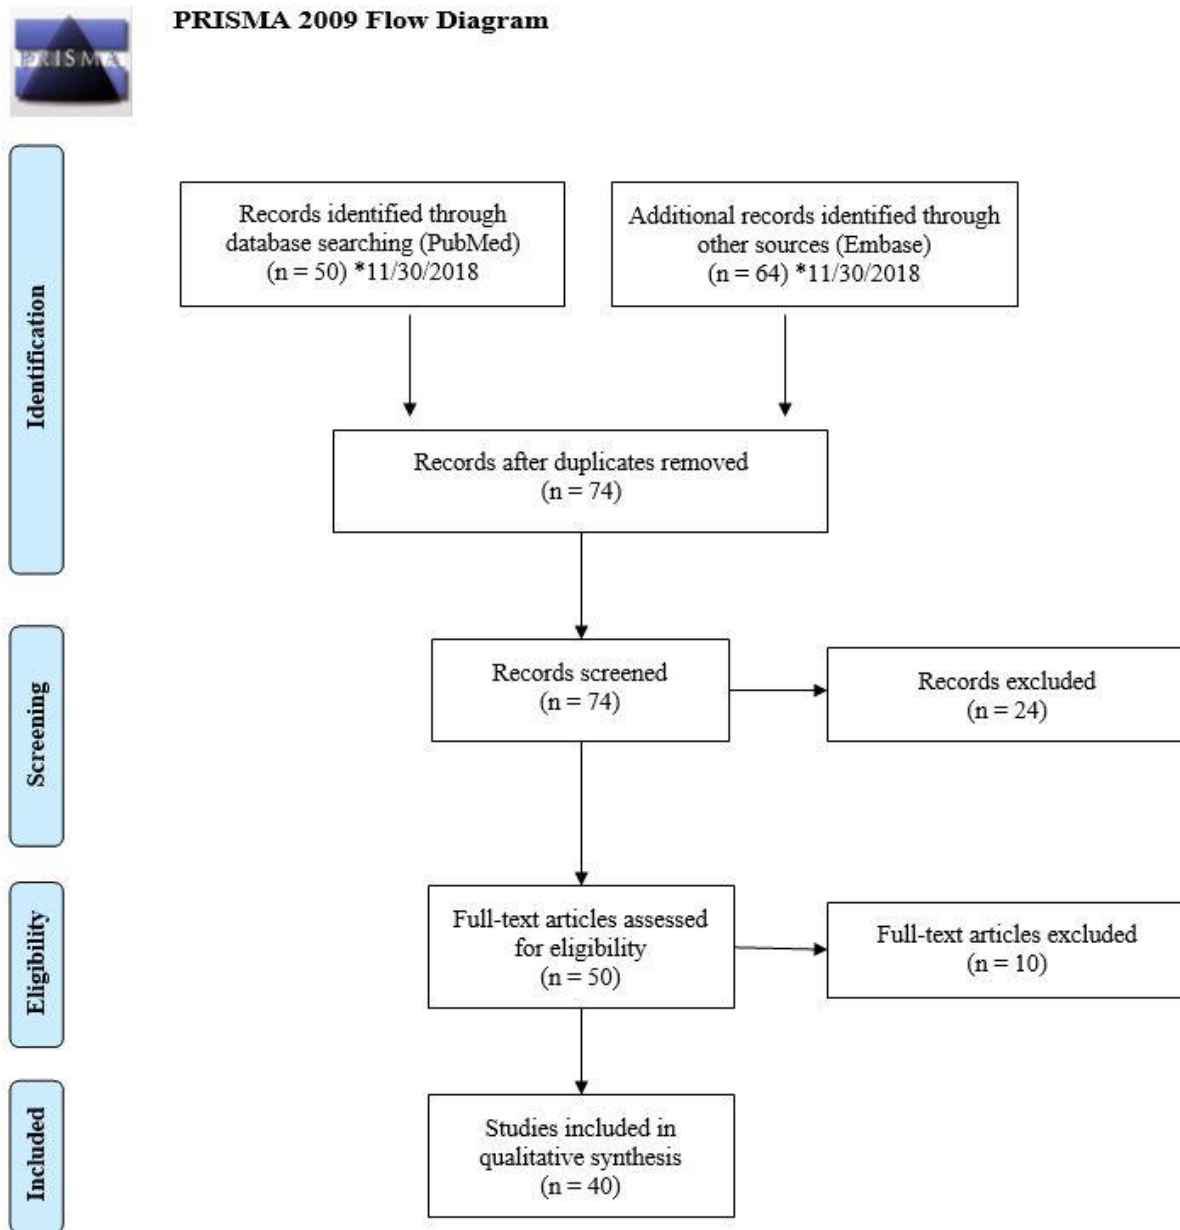 PRISMA 2009 Flow Diagram
PRISMA
Identification
Records identified through
database searching (PubMed)
(n = 50) *11/30/2018
Additional records identified through
other sources (Embase)
(n = 64) *11/30/2018
Records after duplicates removed
(n = 74)
Screening
Records screened
(n = 74)
Records excluded
(n = 24)
Eligibility
Full-text articles assessed
for eligibility
(n = 50)
Full-text articles excluded
(n = 10)
Included
Studies included in
qualitative synthesis
(n = 40)